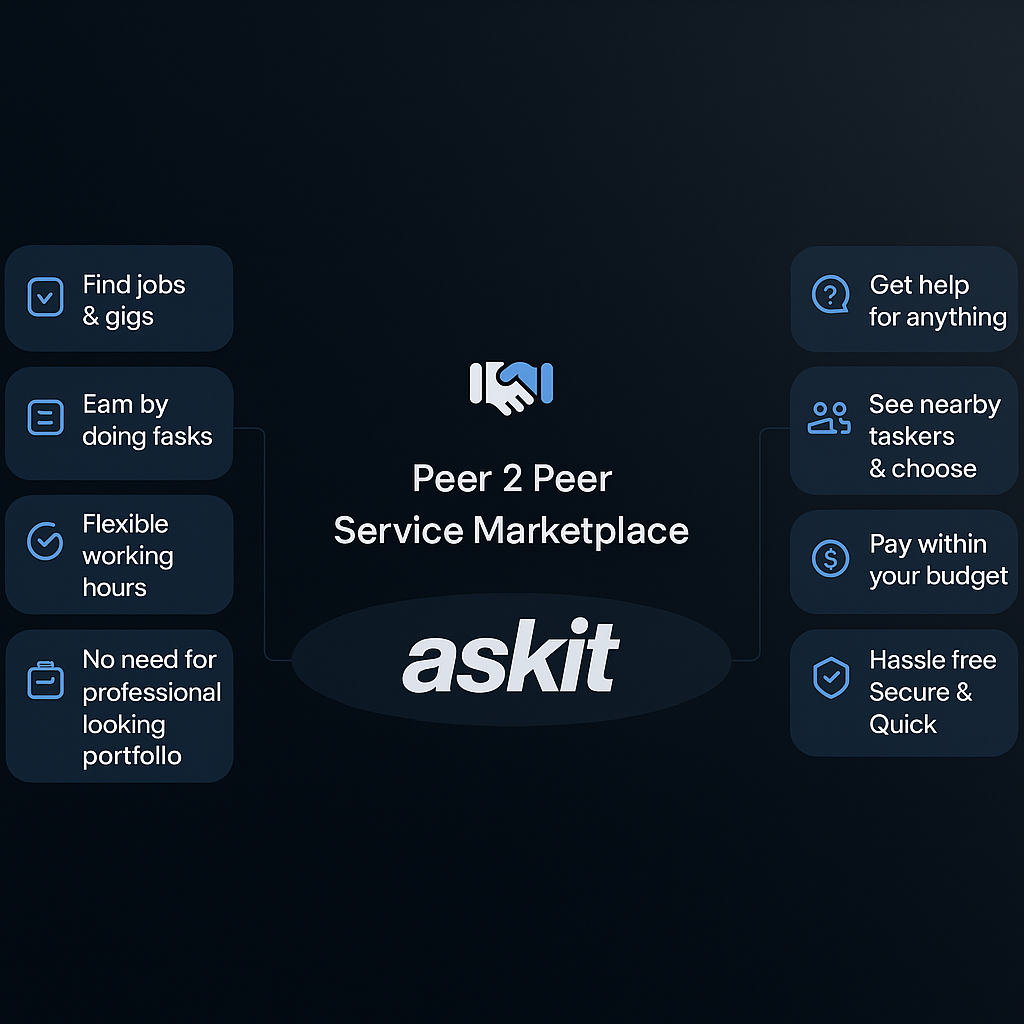 Find jobs
& gigs
Eam by
doing fasks
Flexible
working
hours
No need for
professional
looking
portfollo
Peer 2 Peer
Service Marketplace
askit
Get help
for anything
See nearby
taskers
& choose
Pay within
your budget
Hassle free
Secure &
Quick